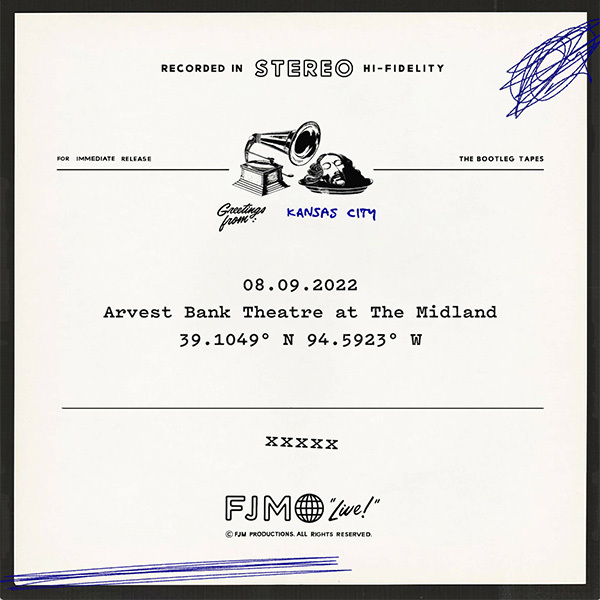 RECORDED IN STEREO HI-FIDELITY
FOR IMMEDIATE RELEASE
THE BOOTLEG TAPES
Greetings from: KANSAS CITY
08.09.2022
Arvest Bank Theatre at The Midland
39.1049° N 94.5923° W
xxxxx
FJM "Live!"
© FJM PRODUCTIONS. ALL RIGHTS RESERVED.